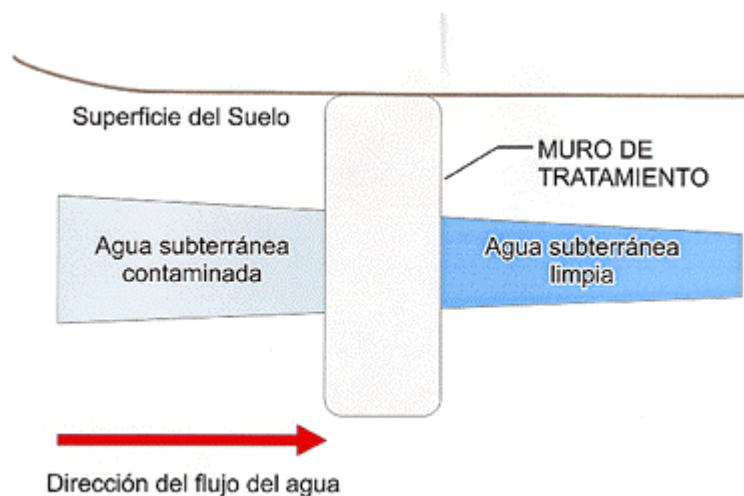 Superficie del Suelo
MURO DE
TRATAMIENTO
Agua subterránea
contaminada
Agua subterránea
limpia
Dirección del flujo del agua